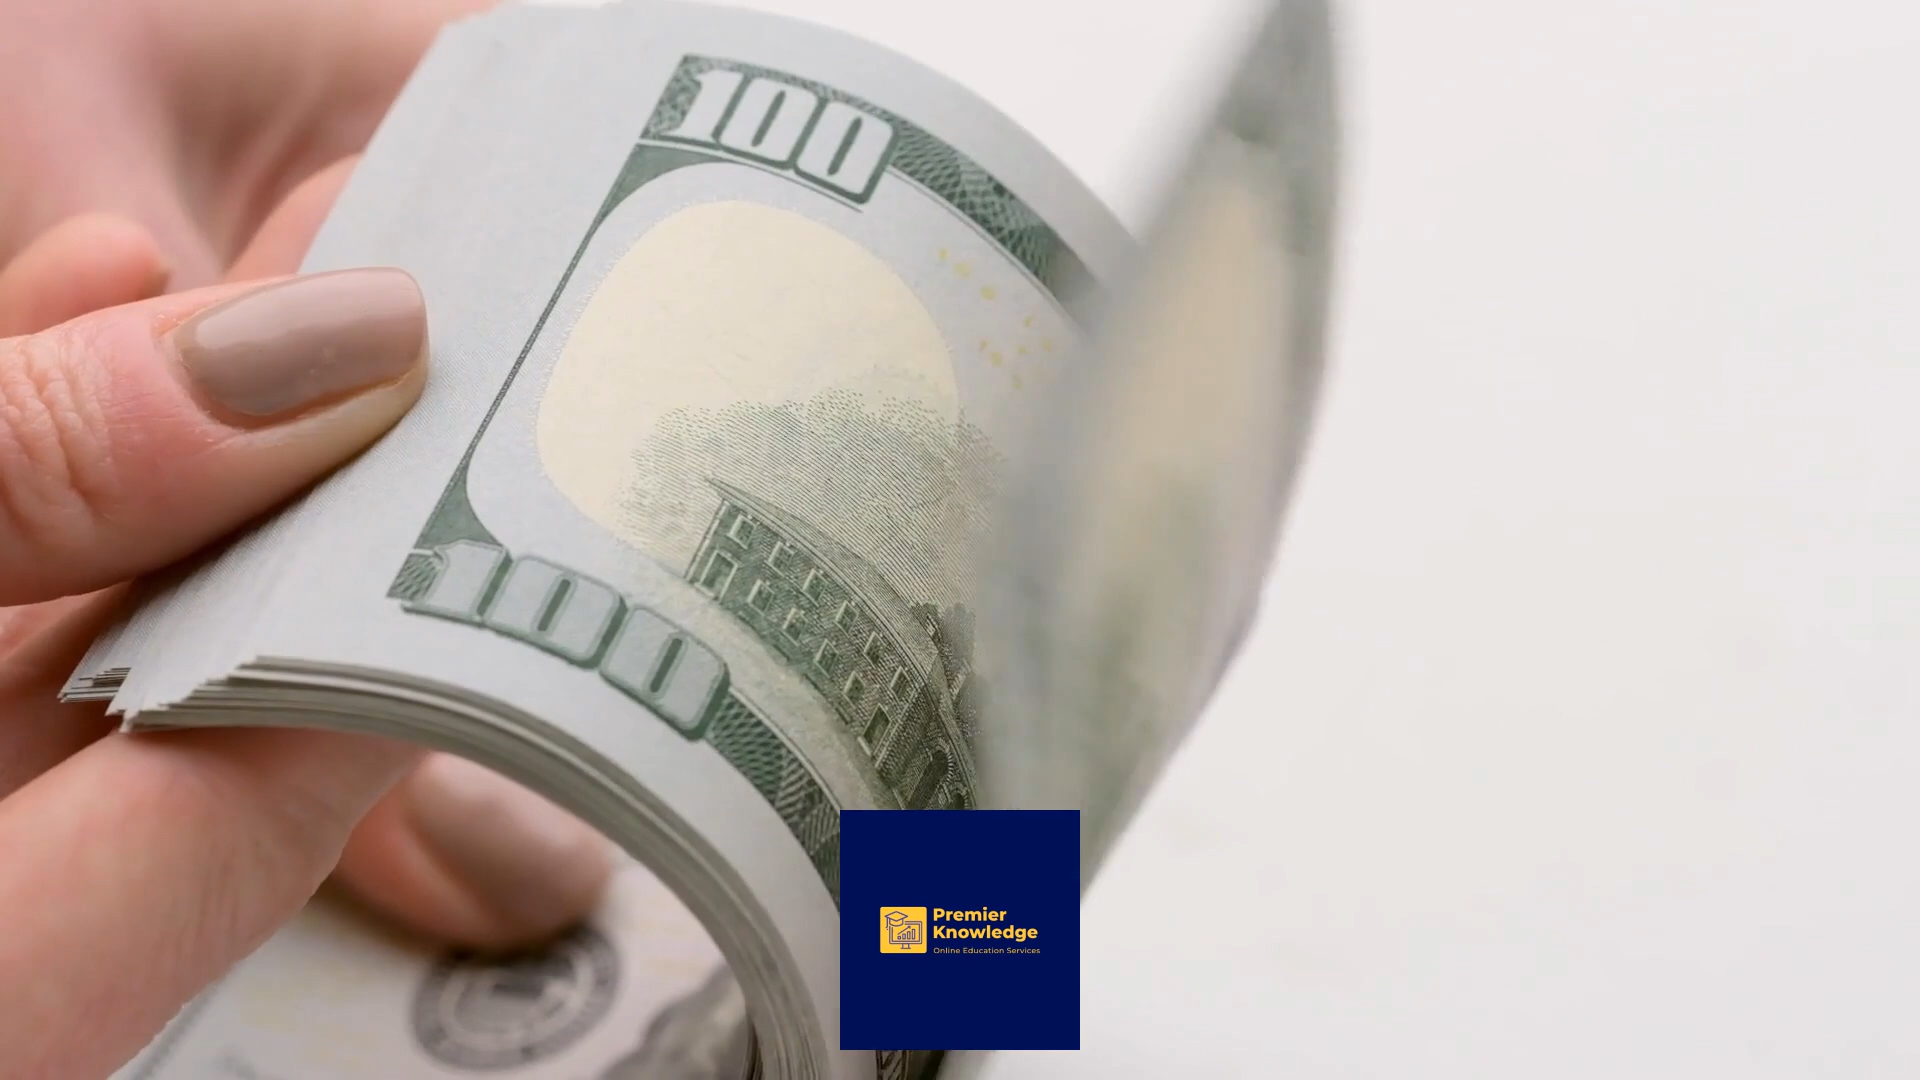 100
100
Premier
Knowledge
Online Education Services